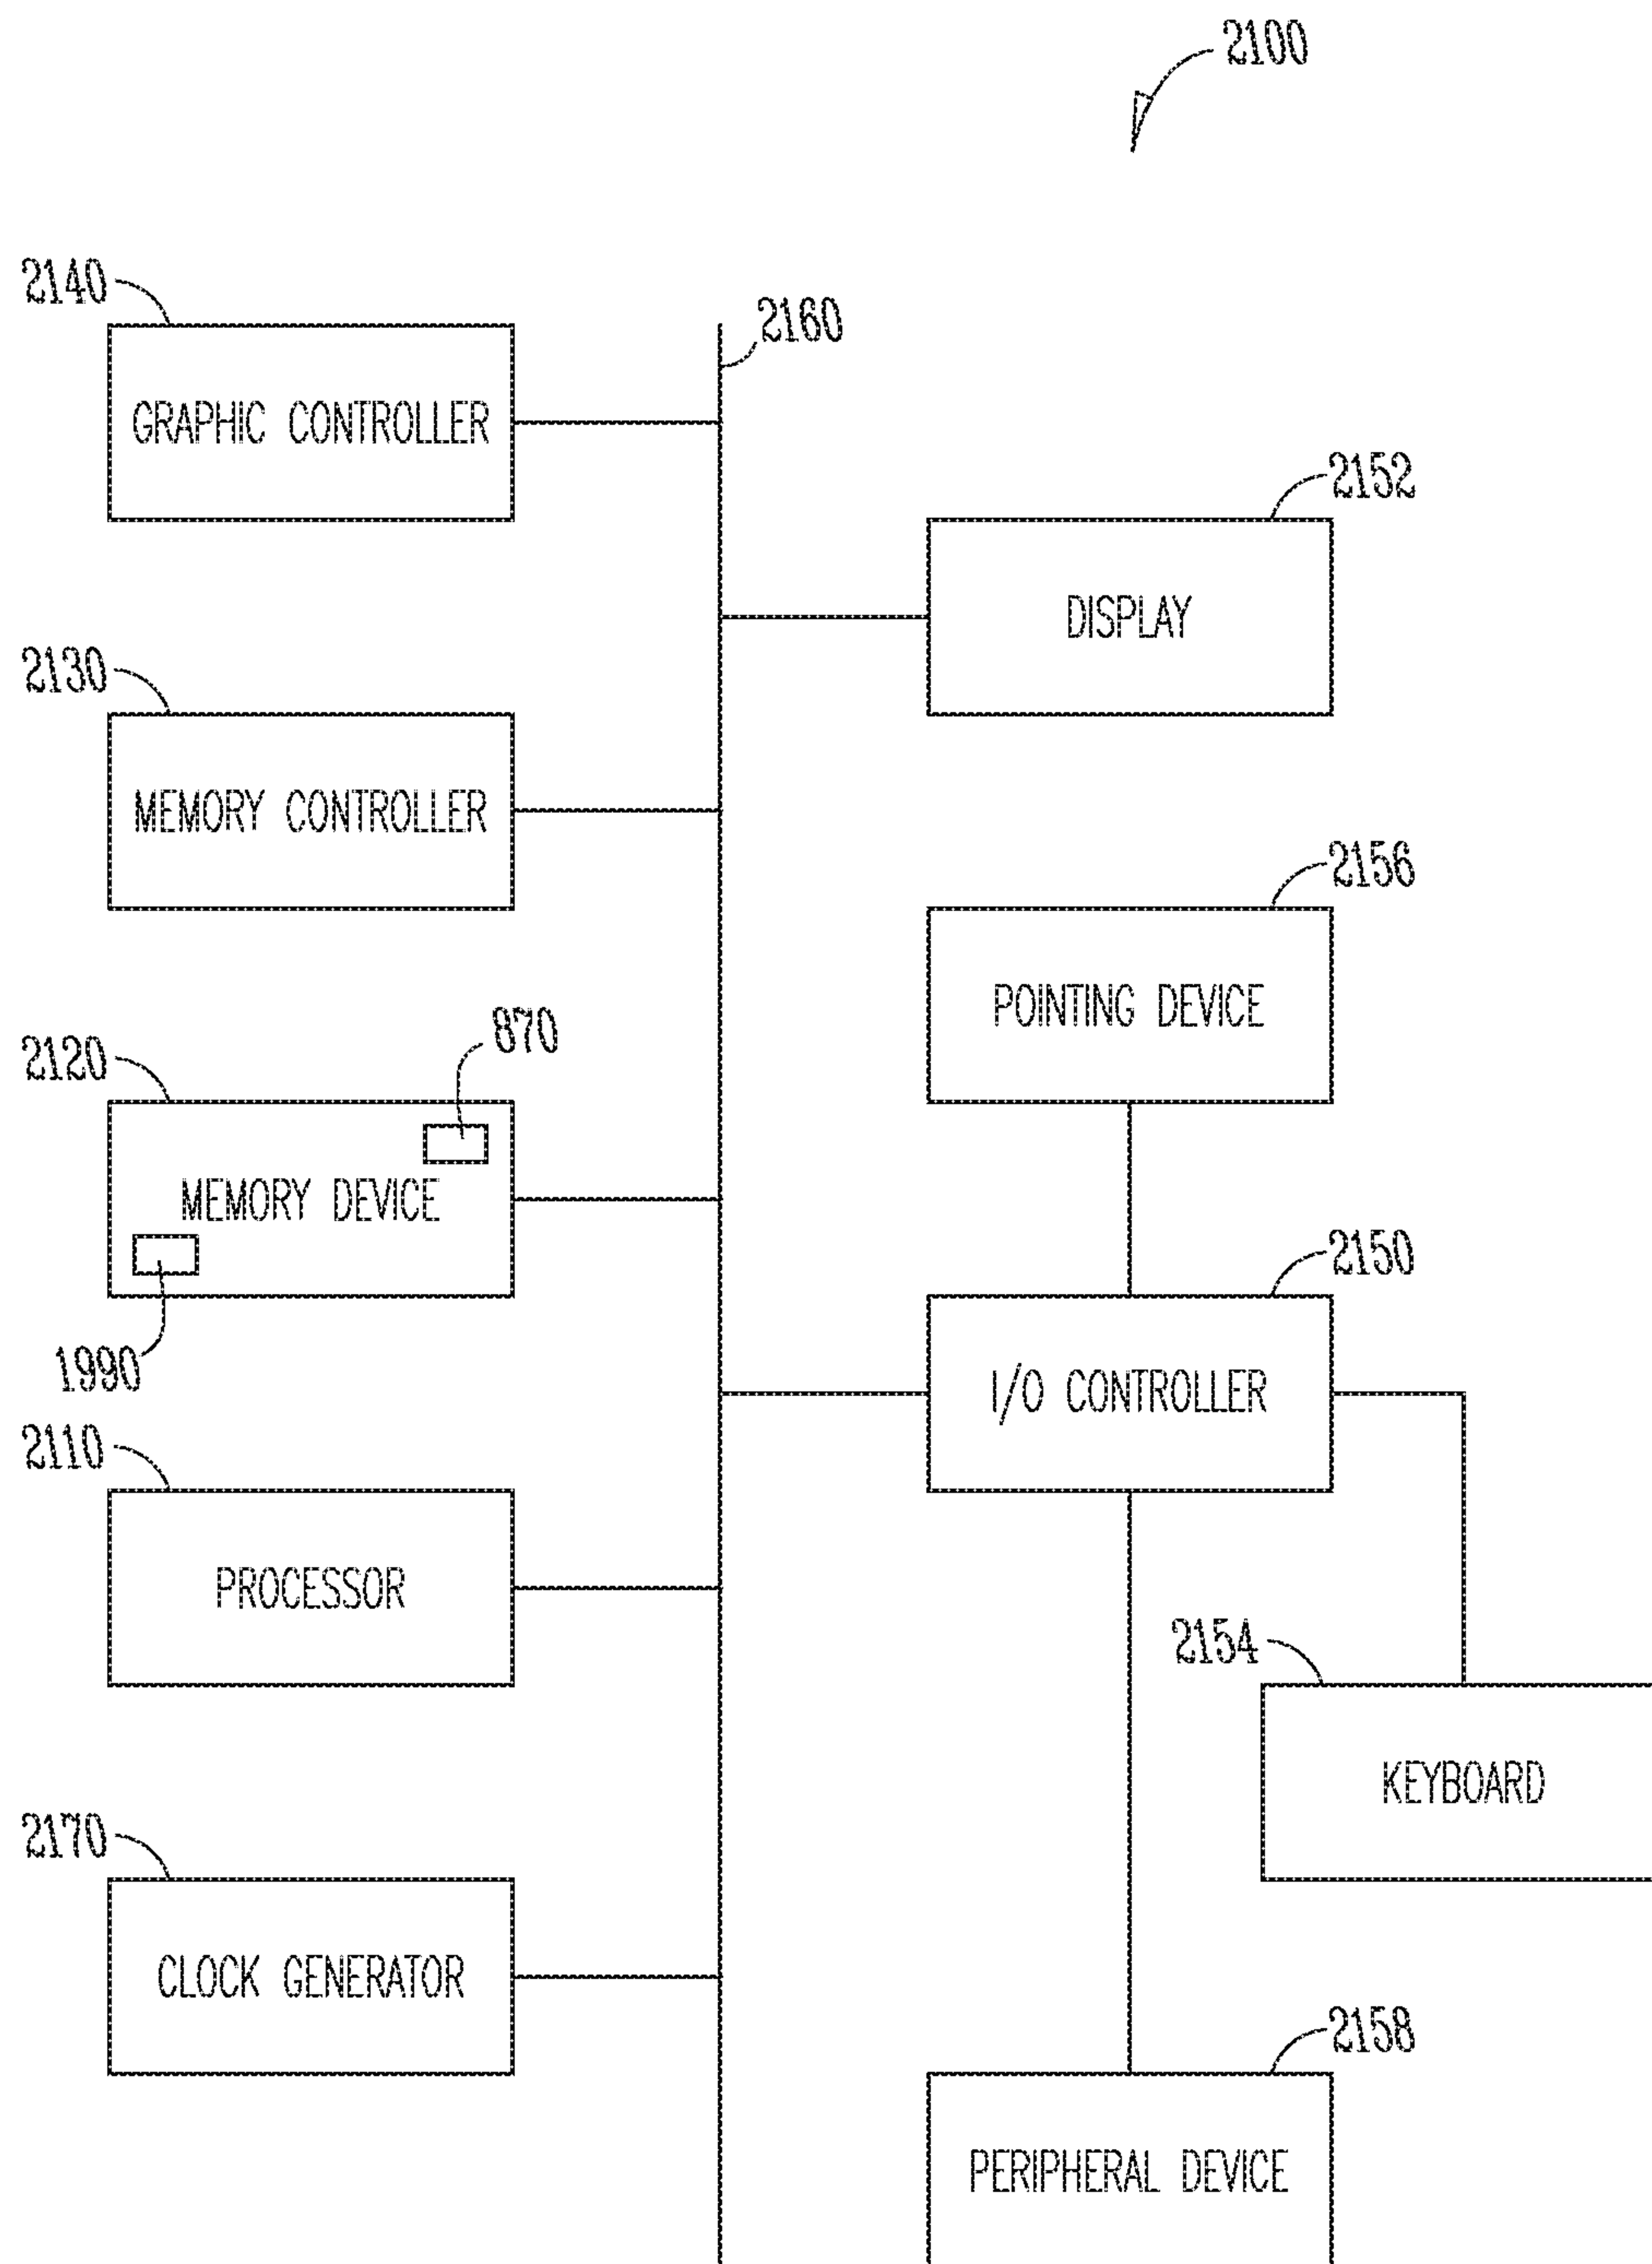 2100
2140
2160
GRAPHIC CONTROLLER
2152
DISPLAY
2130
MEMORY CONTROLLER
2156
POINTING DEVICE
870
2120
MEMORY DEVICE
2150
1990
I/O CONTROLLER
2110
PROCESSOR
2154
KEYBOARD
2170
CLOCK GENERATOR
2158
PERIPHERAL DEVICE